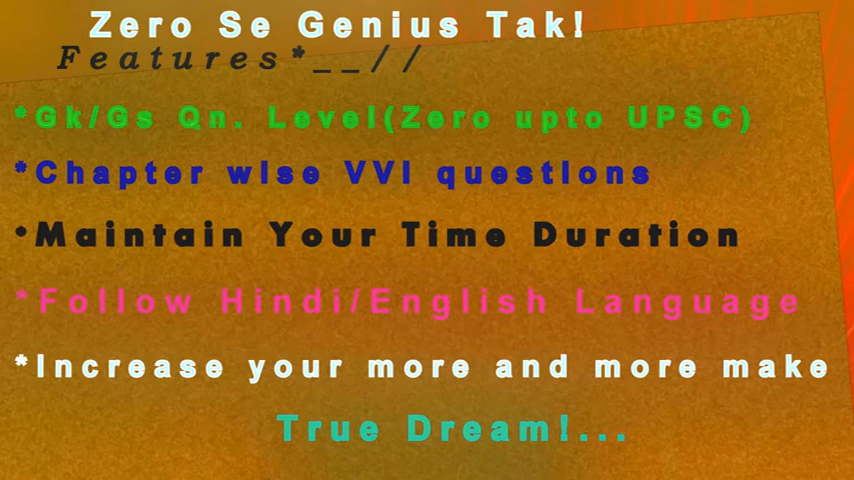 Zero Se Genius Tak!
Features*__//
*Gk/Gs Qn. Level(Zero upto UPSC)
*Chapter wise VVI questions
•Maintain Your Time Duration
*Follow Hindi/English Language
*Increase your more and more make
True Dream!...